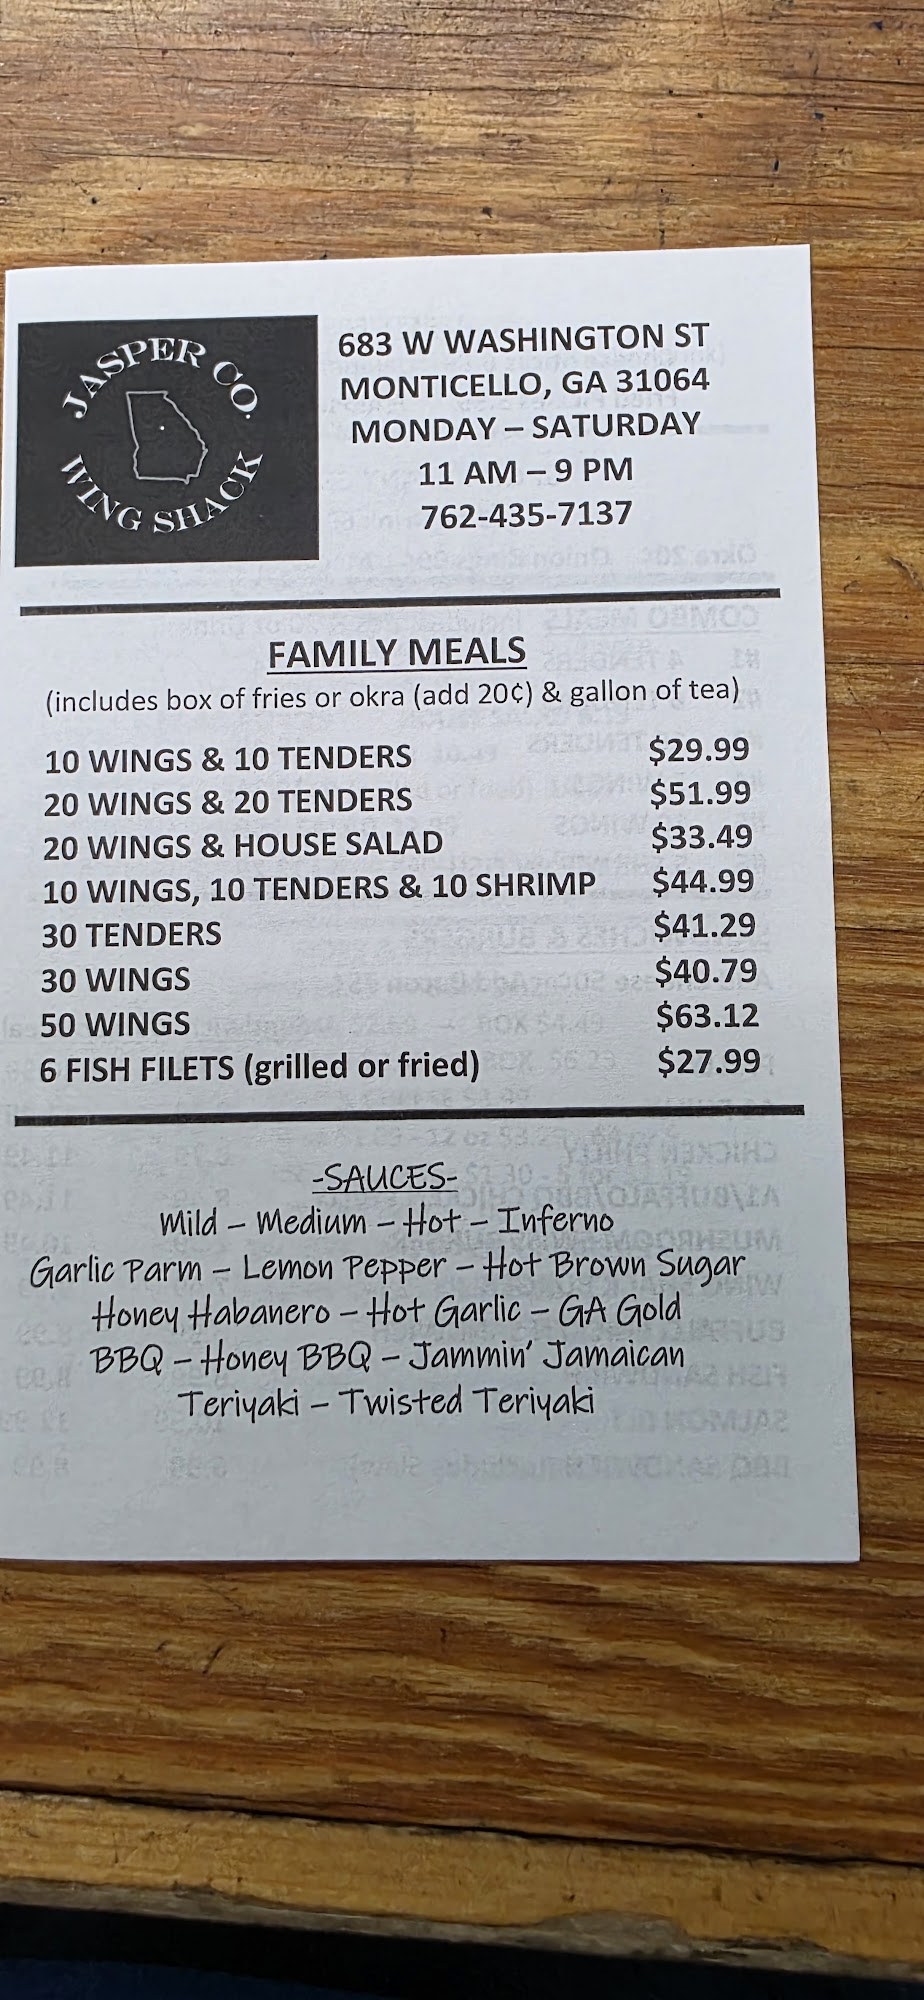 JASPER CO.
WING SHACK
683 W WASHINGTON ST
MONTICELLO, GA 31064
MONDAY – SATURDAY
11 AM – 9 PM
762-435-7137
FAMILY MEALS
(includes box of fries or okra (add 20¢) & gallon of tea)
10 WINGS & 10 TENDERS $29.99
20 WINGS & 20 TENDERS $51.99
20 WINGS & HOUSE SALAD $33.49
10 WINGS, 10 TENDERS & 10 SHRIMP $44.99
30 TENDERS $41.29
30 WINGS $40.79
50 WINGS $63.12
6 FISH FILETS (grilled or fried) $27.99
-SAUCES-
Mild – Medium – Hot – Inferno
Garlic Parm – Lemon Pepper – Hot Brown Sugar
Honey Habanero – Hot Garlic – GA Gold
BBQ – Honey BBQ – Jammin' Jamaican
Teriyaki – Twisted Teriyaki